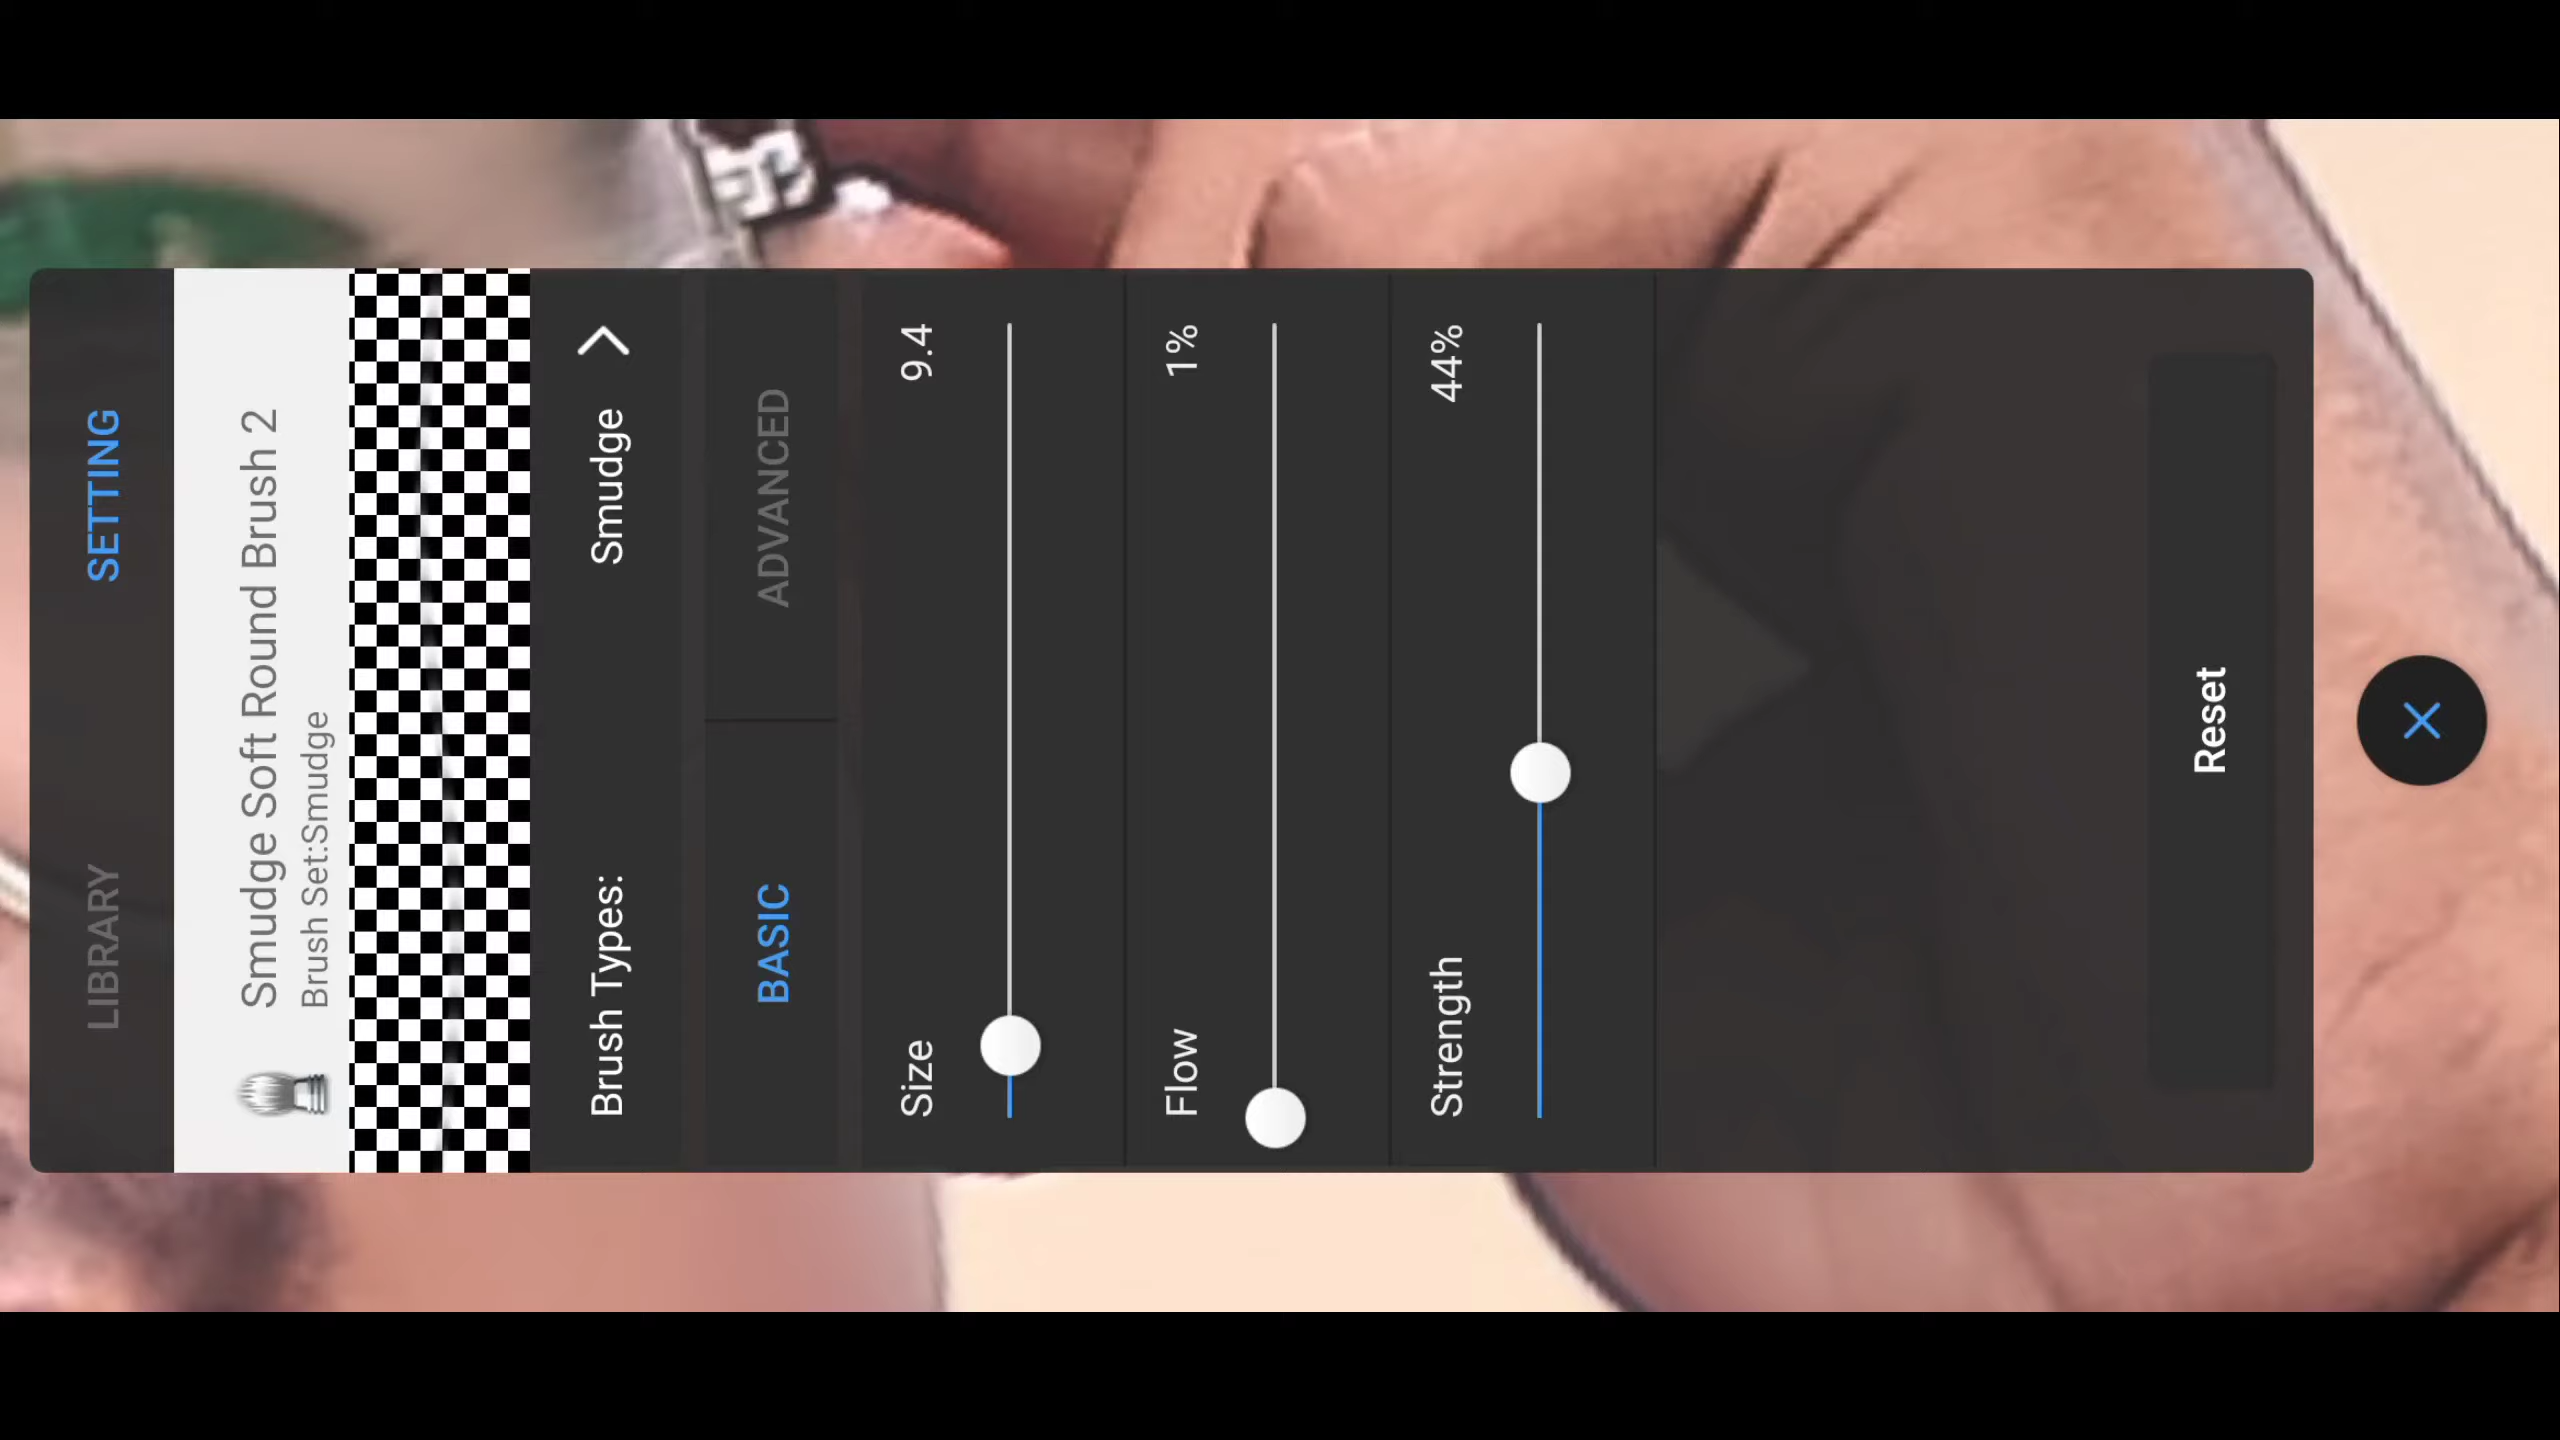 LIBRARY SETTING
Smudge Soft Round Brush 2
Brush Set:Smudge
Brush Types: Smudge
BASIC ADVANCED
Size 9.4
Flow 1%
Strength 44%
Reset